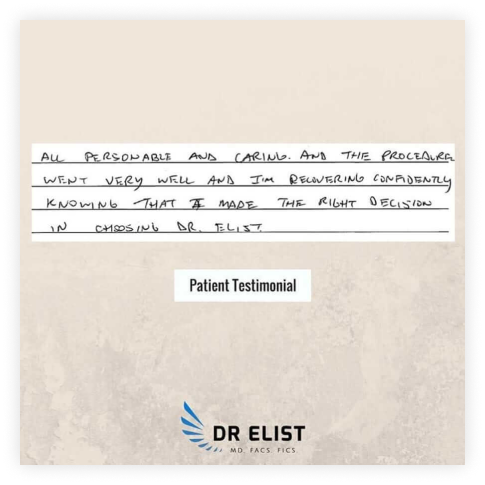 ALL PERSONABLE AND CARING. AND THE PROCEDURE
WENT VERY WELL AND I'M RECOVERING CONFIDENTLY
KNOWING THAT I MADE THE RIGHT DECISION
IN CHOOSING DR. ELIST.
Patient Testimonial
DR ELIST
MD. FACS. FICS.